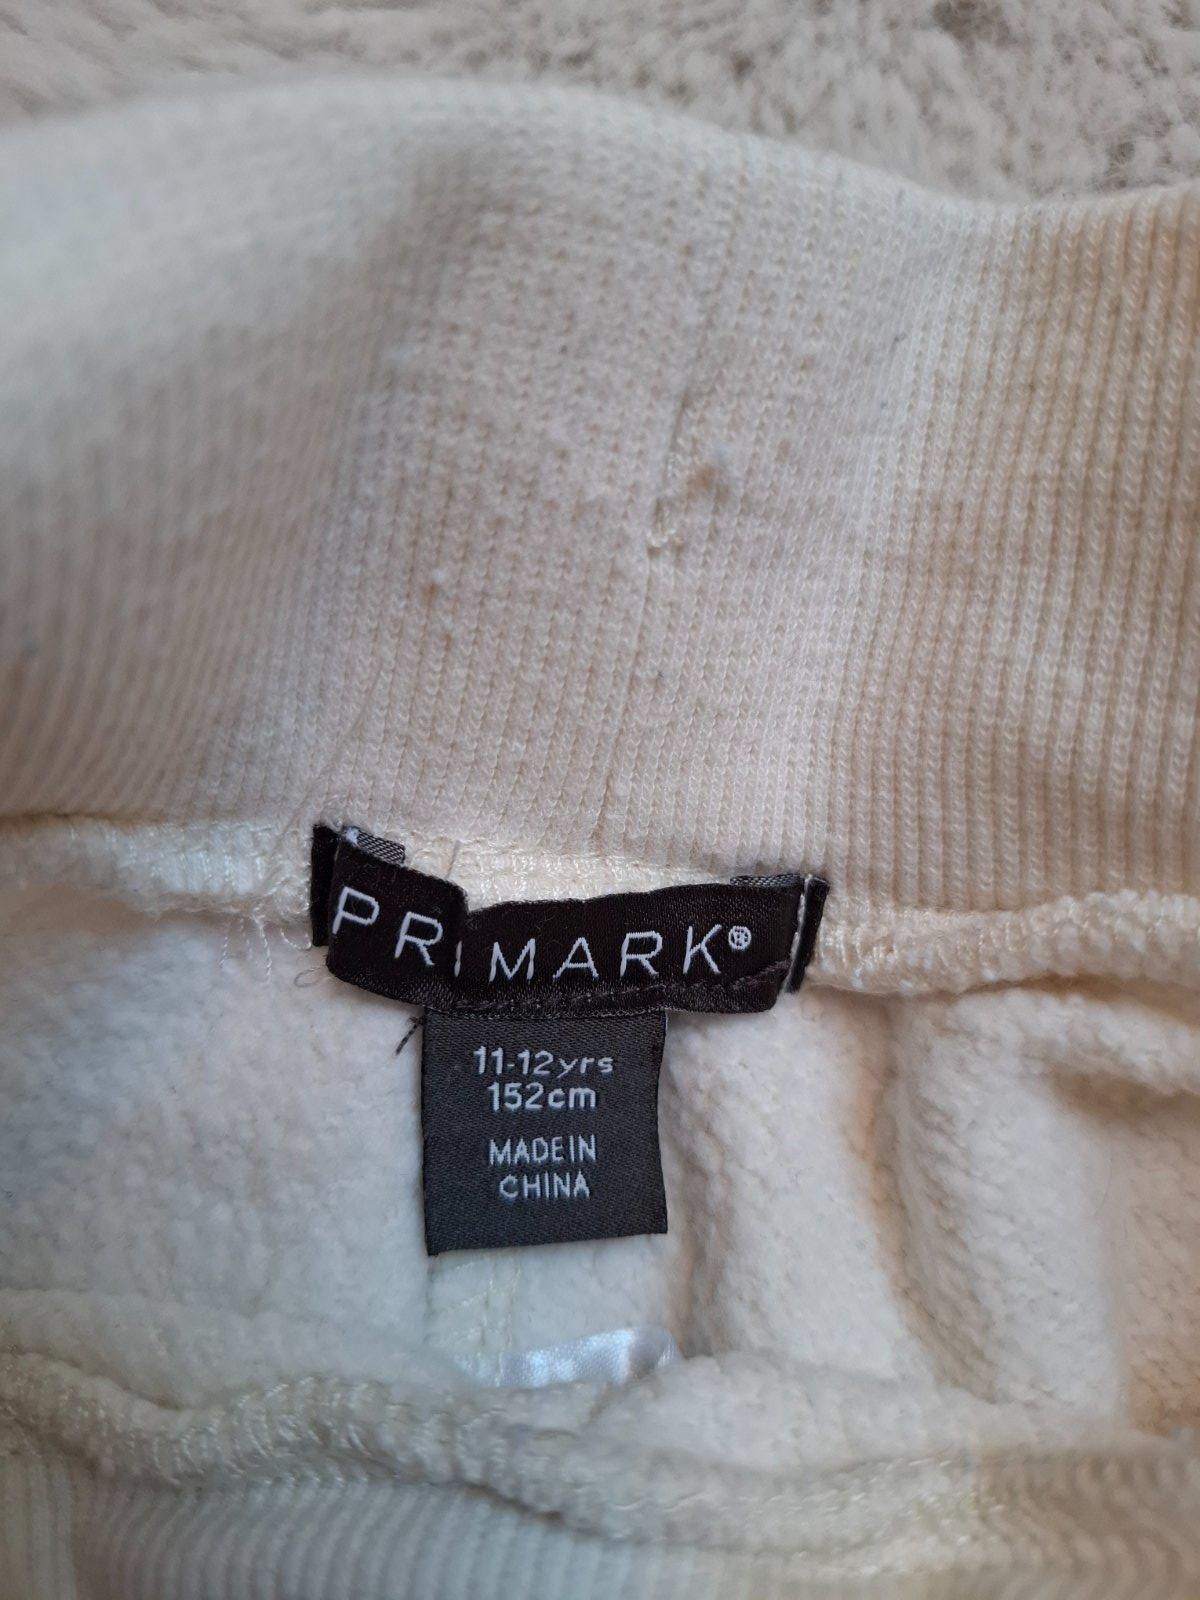 PRIMARK®
11-12yrs
152cm
MADE IN
CHINA